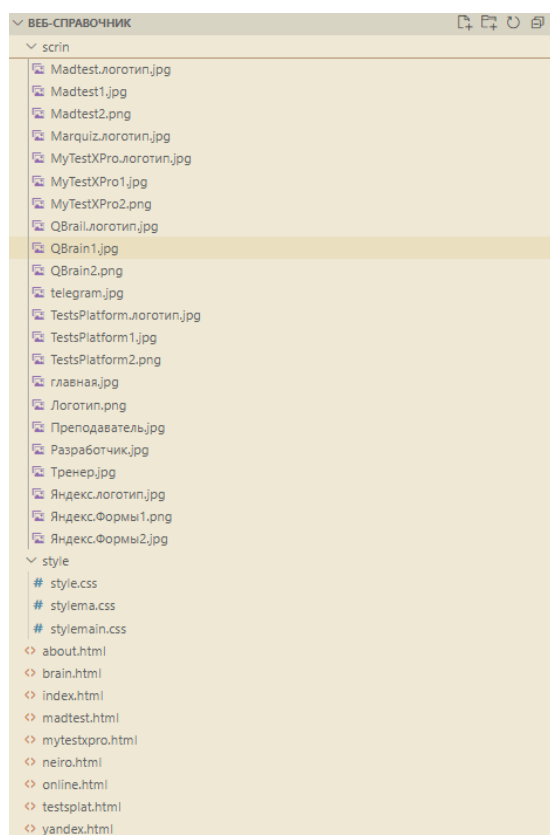 ВЕБ-СПРАВОЧНИК
scrin
Madtest.логотип.jpg
Madtest1.jpg
Madtest2.png
Marquiz.логотип.jpg
MyTestXPro.логотип.jpg
MyTestXPro1.jpg
MyTestXPro2.png
QBrail.логотип.jpg
QBrain1.jpg
QBrain2.png
telegram.jpg
TestsPlatform.логотип.jpg
TestsPlatform1.jpg
TestsPlatform2.png
главная.jpg
Логотип.png
Преподаватель.jpg
Разработчик.jpg
Тренер.jpg
Яндекс.логотип.jpg
Яндекс.Формы1.png
Яндекс.Формы2.jpg
style
# style.css
# stylema.css
# stylemain.css
<> about.html
<> brain.html
<> index.html
<> madtest.html
<> mytestxpro.html
<> neiro.html
<> online.html
<> testsplat.html
<> yandex.html